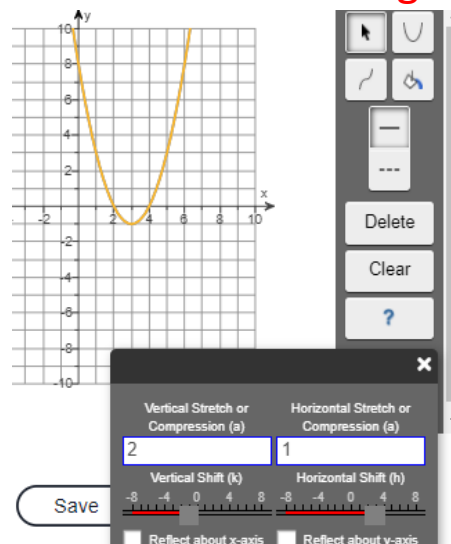 y
10
8
6
4
2
x
-2 2 4 6 8 10
-2
-4
-6
-8
-10
Delete
Clear
?
×
Vertical Stretch or Compression (a)
Horizontal Stretch or Compression (a)
2
1
Vertical Shift (k)
Horizontal Shift (h)
-8 -4 0 4 8
-8 -4 0 4 8
Save
Reflect about x-axis
Reflect about y-axis